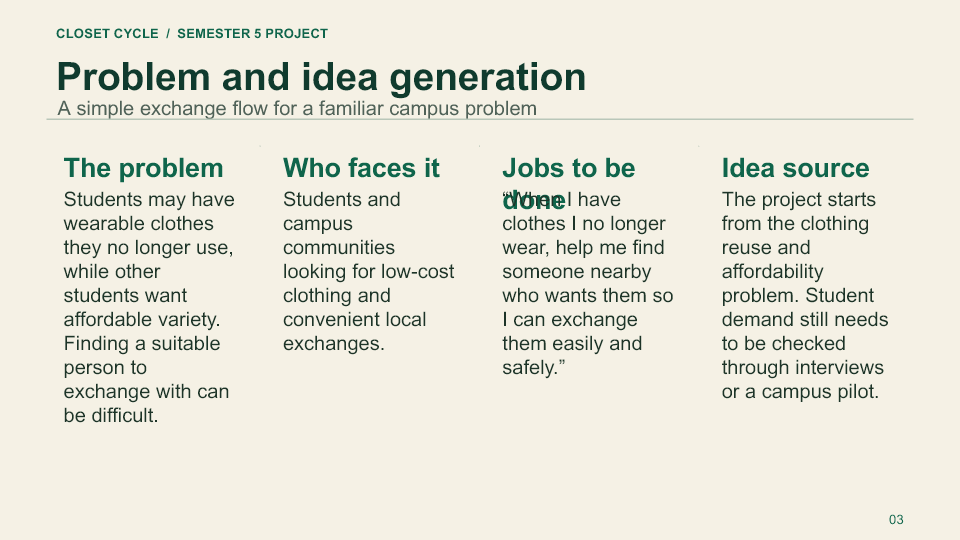 CLOSET CYCLE / SEMESTER 5 PROJECT
Problem and idea generation
A simple exchange flow for a familiar campus problem
The problem
Students may have
wearable clothes
they no longer use,
while other
students want
affordable variety.
Finding a suitable
person to
exchange with can
be difficult.
Who faces it
Students and
campus
communities
looking for low-cost
clothing and
convenient local
exchanges.
Jobs to be
done
“When I have
clothes I no longer
wear, help me find
someone nearby
who wants them so
I can exchange
them easily and
safely.”
Idea source
The project starts
from the clothing
reuse and
affordability
problem. Student
demand still needs
to be checked
through interviews
or a campus pilot.
03